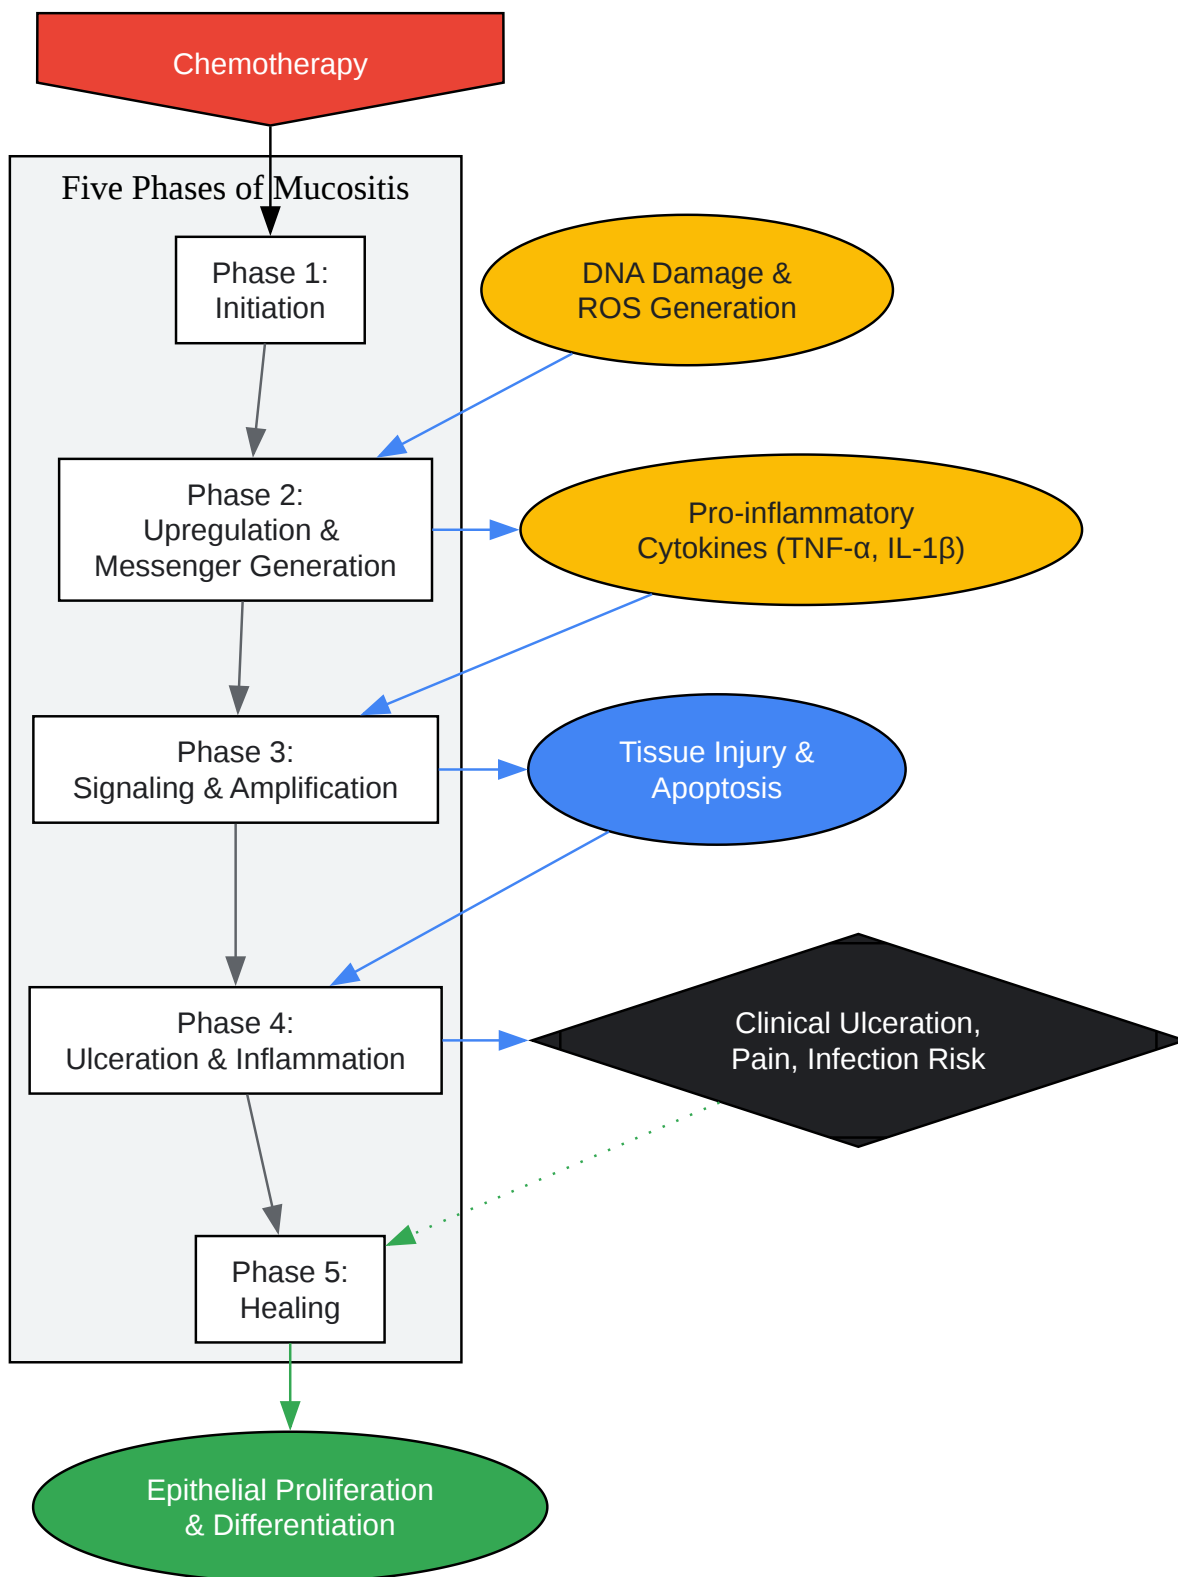 Chemotherapy
Five Phases of Mucositis
Phase 1:
Initiation
DNA Damage &
ROS Generation
Phase 2:
Upregulation &
Messenger Generation
Pro-inflammatory
Cytokines (TNF-α, IL-1β)
Phase 3:
Signaling & Amplification
Tissue Injury &
Apoptosis
Phase 4:
Ulceration & Inflammation
Clinical Ulceration,
Pain, Infection Risk
Phase 5:
Healing
Epithelial Proliferation
& Differentiation